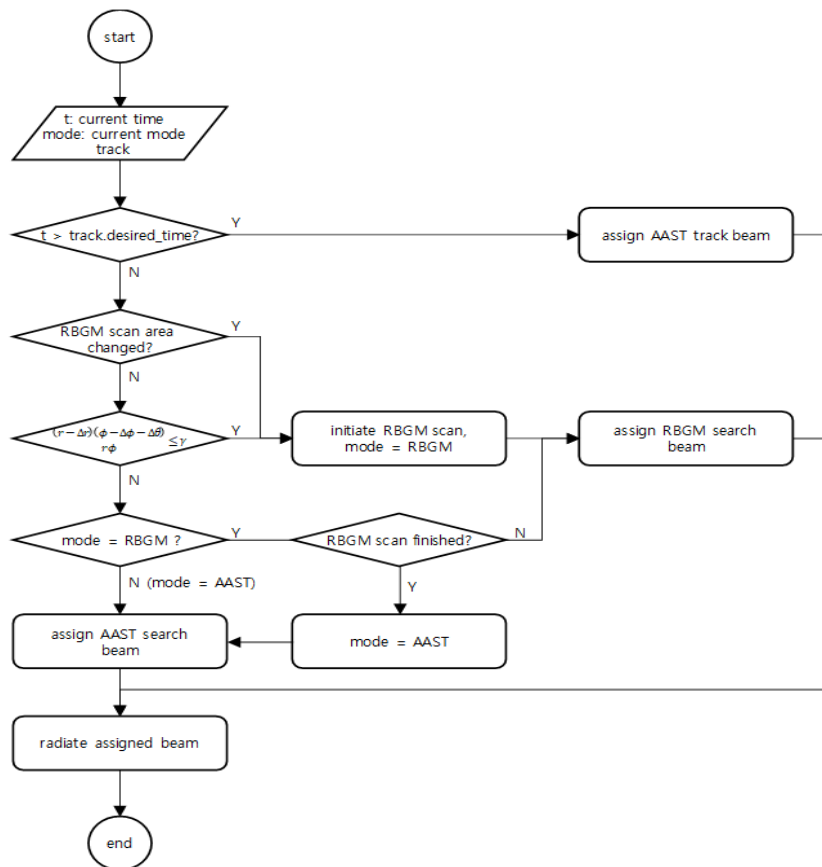 start
t: current time
mode: current mode
track
t > track.desired_time?
Y
assign AAST track beam
N
RBGM scan area
changed?
Y
N
(r − Δr)(ϕ − Δϕ − Δθ)
rϕ
≤ γ
Y
initiate RBGM scan,
mode = RBGM
assign RBGM search
beam
N
mode = RBGM ?
Y
RBGM scan finished?
N
N (mode = AAST)
Y
assign AAST search
beam
mode = AAST
radiate assigned beam
end